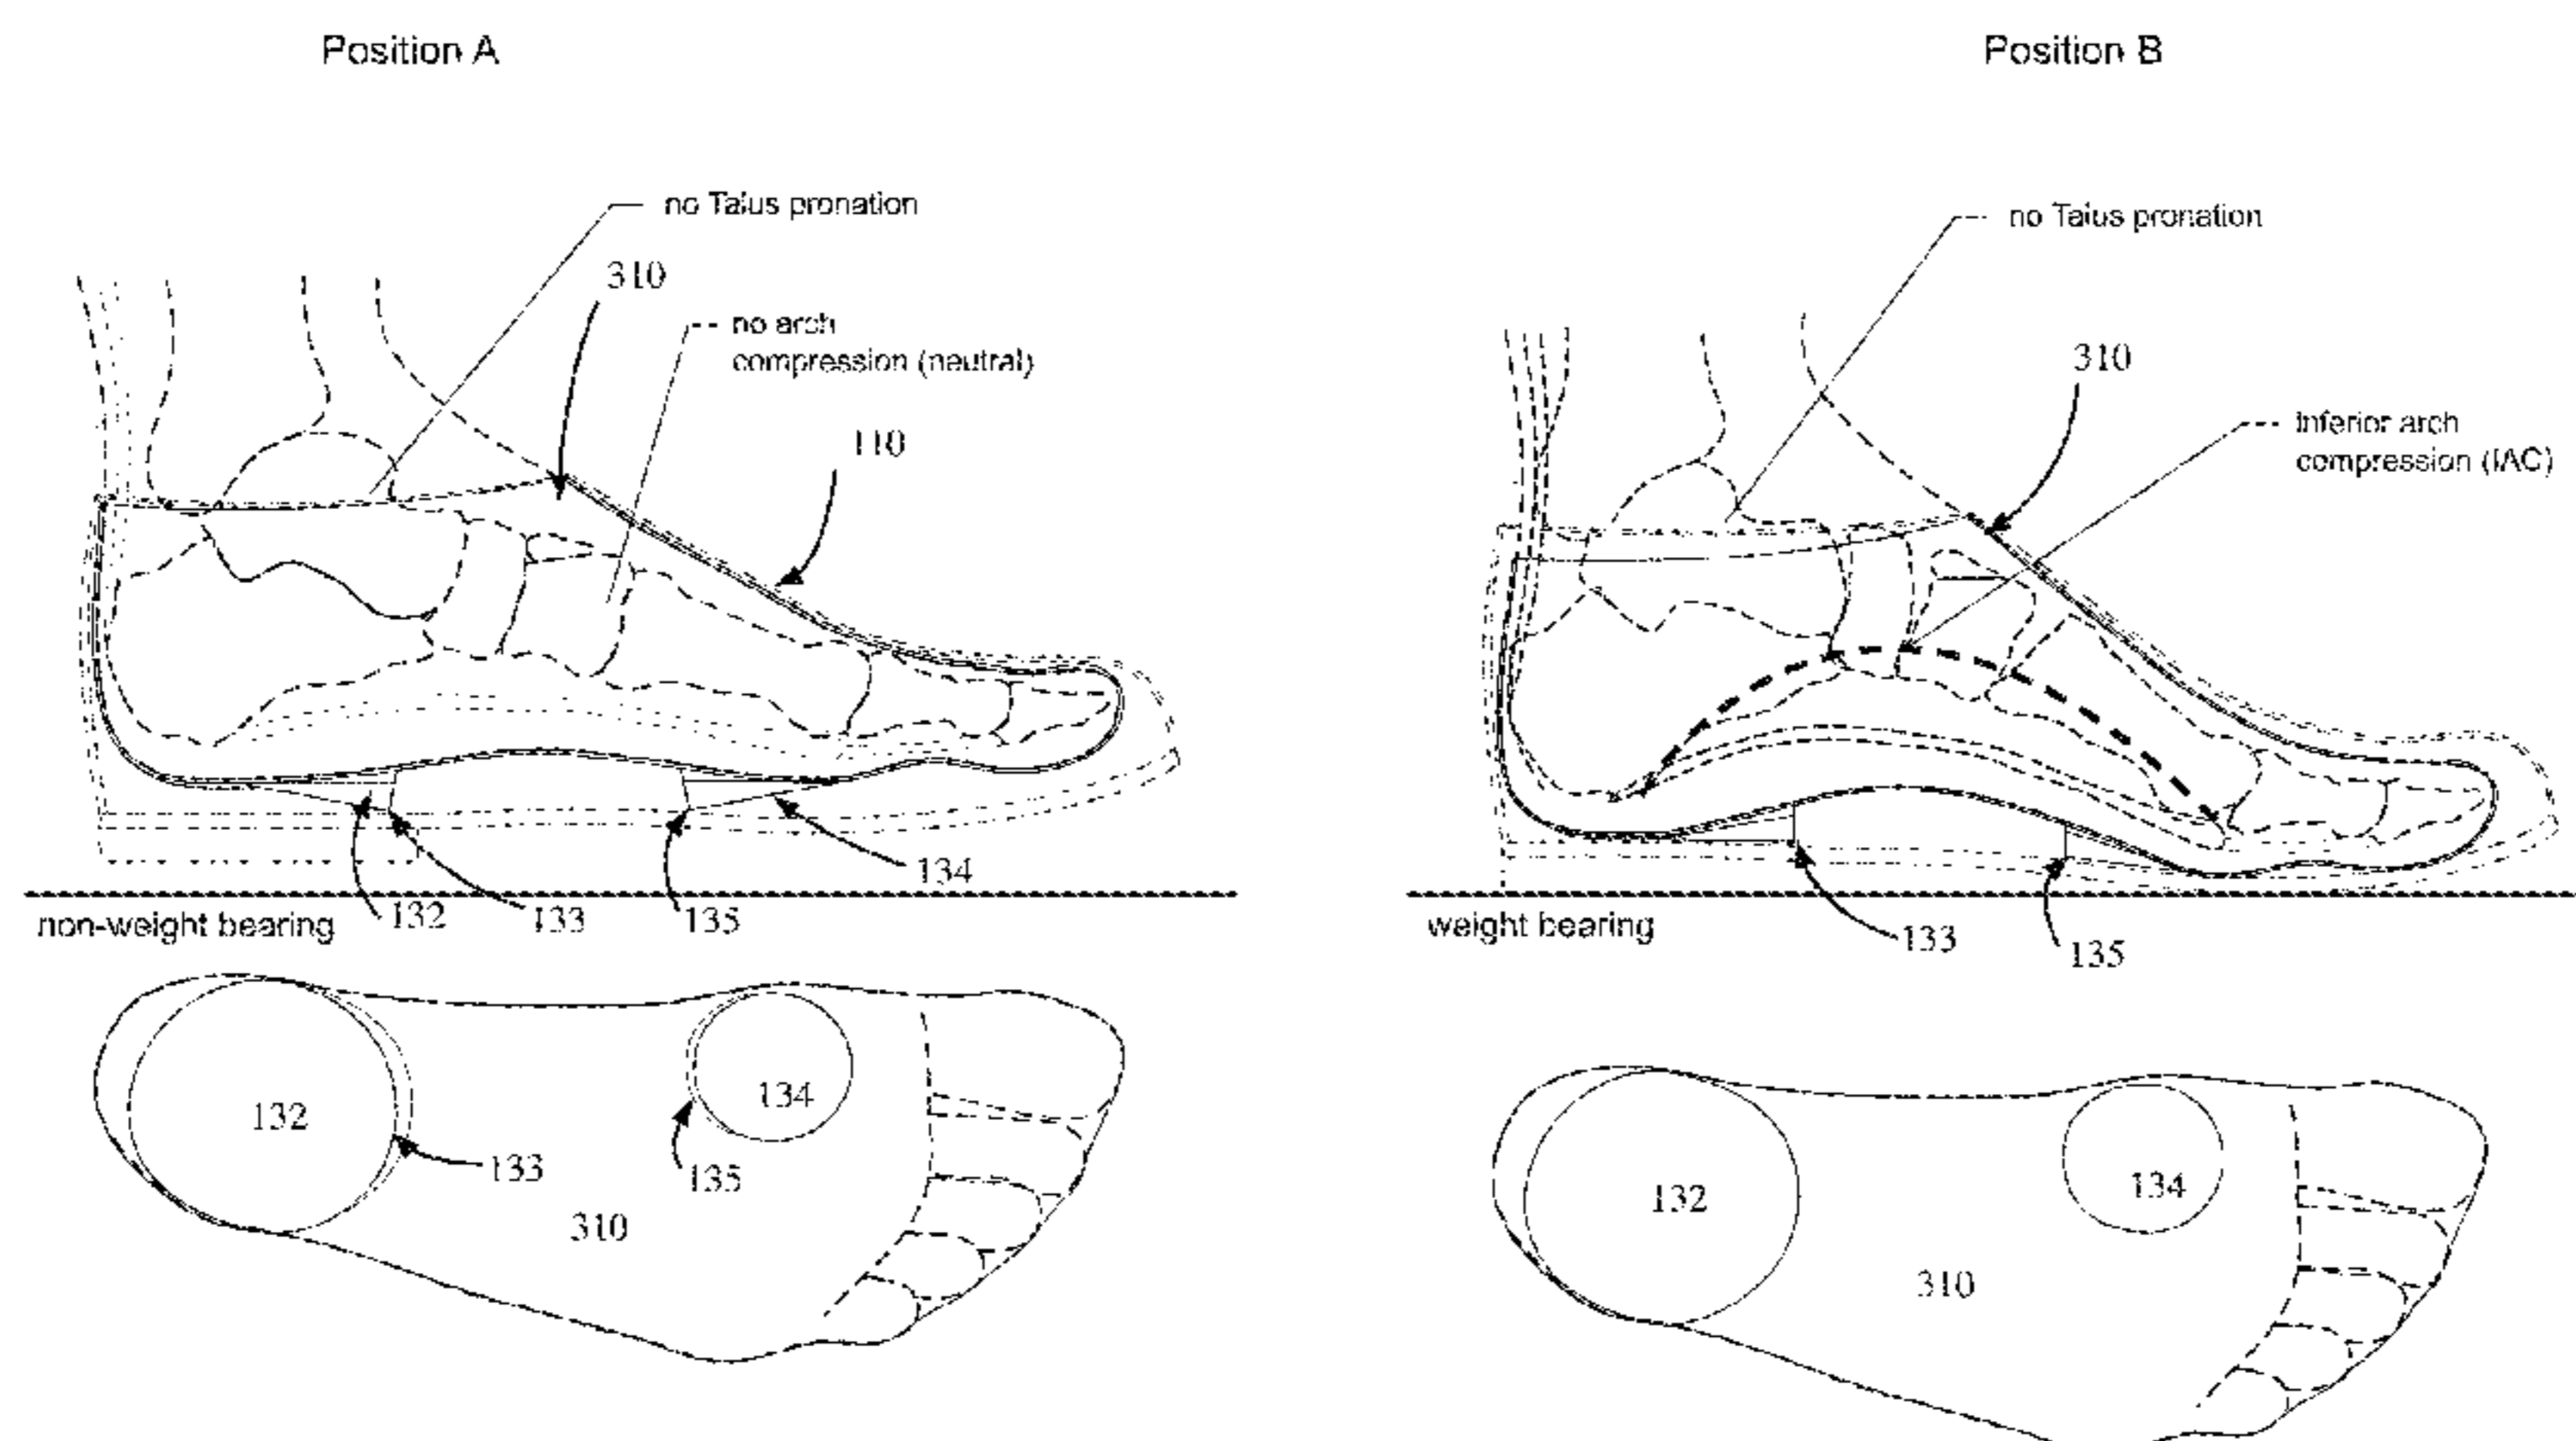 Position A
Position B
no Talus pronation
310
no arch
compression (neutral)
110
no Talus pronation
310
Inferior arch
compression (IAC)
134
132
133
135
non-weight bearing
weight bearing
133
135
132
134
133
135
310
132
134
310